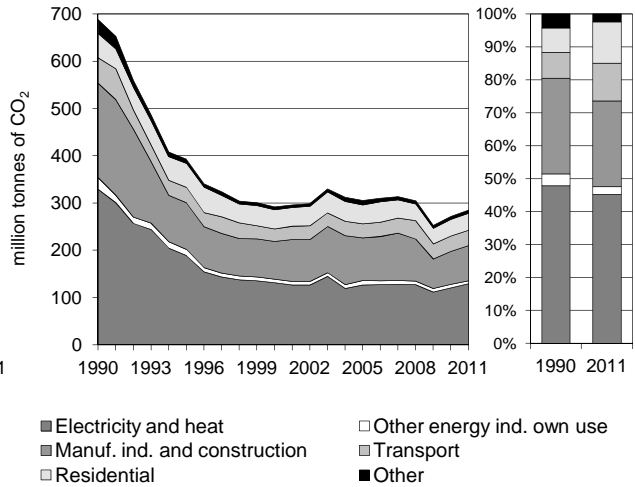 million tonnes of CO2
700
600
500
400
300
200
100
0
1990 1993 1996 1999 2002 2005 2008 2011
100%
90%
80%
70%
60%
50%
40%
30%
20%
10%
0%
1990 2011
1
Electricity and heat
Other energy ind. own use
Manuf. ind. and construction
Transport
Residential
Other